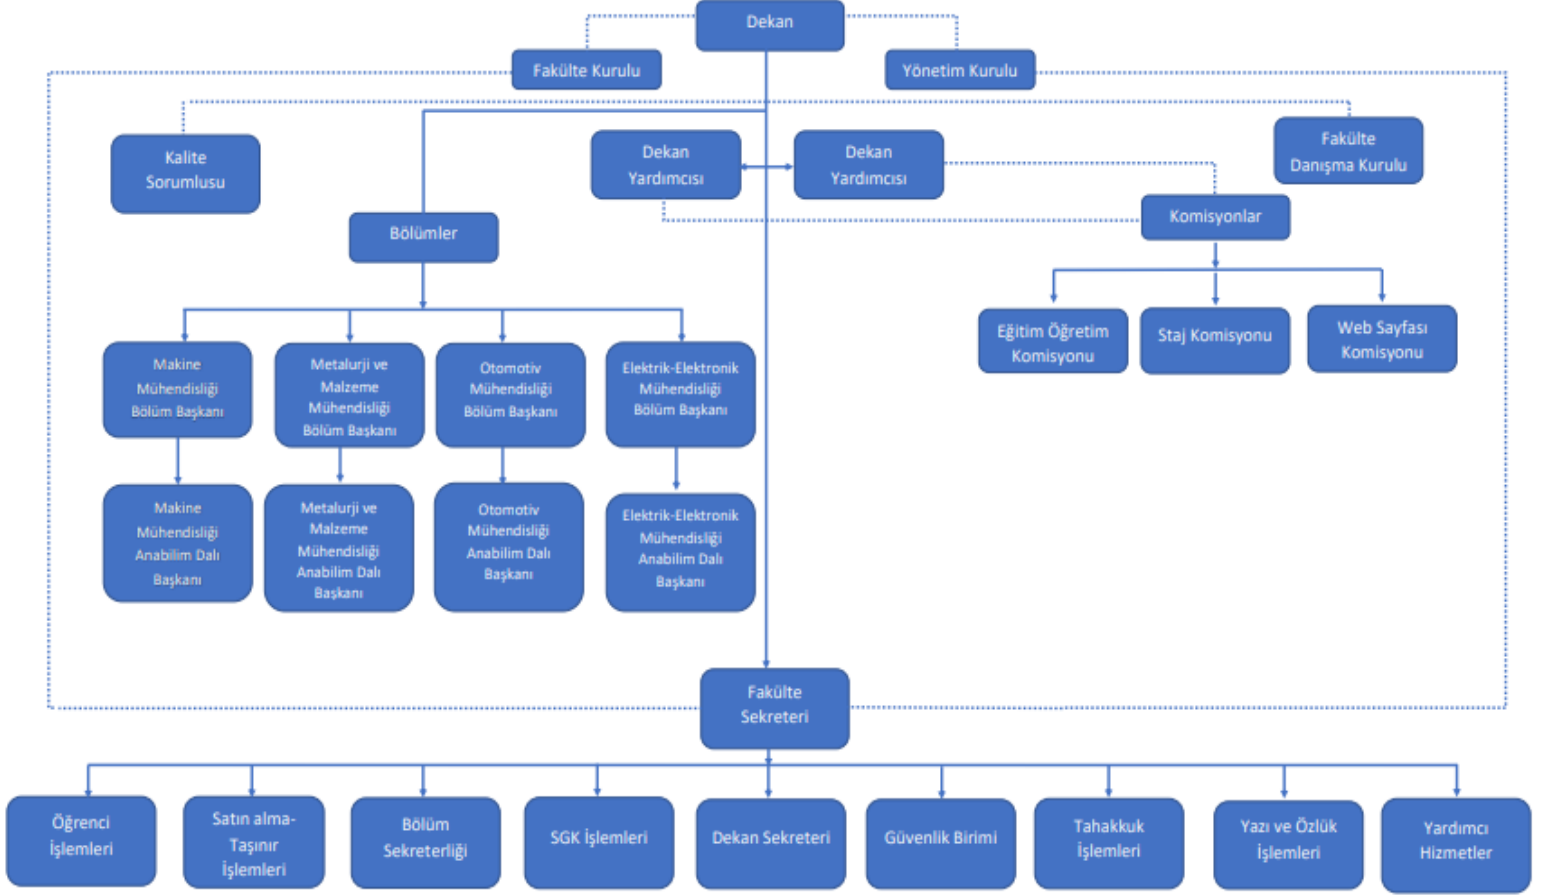 Dekan
Fakülte Kurulu
Yönetim Kurulu
Kalite
Sorumlusu
Dekan
Yardımcısı
Dekan
Yardımcısı
Fakülte
Danışma Kurulu
Bölümler
Komisyonlar
Eğitim Öğretim
Komisyonu
Staj Komisyonu
Web Sayfası
Komisyonu
Makine
Mühendisliği
Bölüm Başkanı
Metalurji ve
Malzeme
Mühendisliği
Bölüm Başkanı
Otomotiv
Mühendisliği
Bölüm Başkanı
Elektrik-Elektronik
Mühendisliği
Bölüm Başkanı
Makine
Mühendisliği
Anabilim Dalı
Başkanı
Metalurji ve
Malzeme
Mühendisliği
Anabilim Dalı
Başkanı
Otomotiv
Mühendisliği
Anabilim Dalı
Başkanı
Elektrik-Elektronik
Mühendisliği
Anabilim Dalı
Başkanı
Fakülte
Sekreteri
Öğrenci
İşlemleri
Satın alma-
Taşınır
İşlemleri
Bölüm
Sekreterliği
SGK İşlemleri
Dekan Sekreteri
Güvenlik Birimi
Tahakkuk
İşlemleri
Yazı ve Özlük
İşlemleri
Yardımcı
Hizmetler